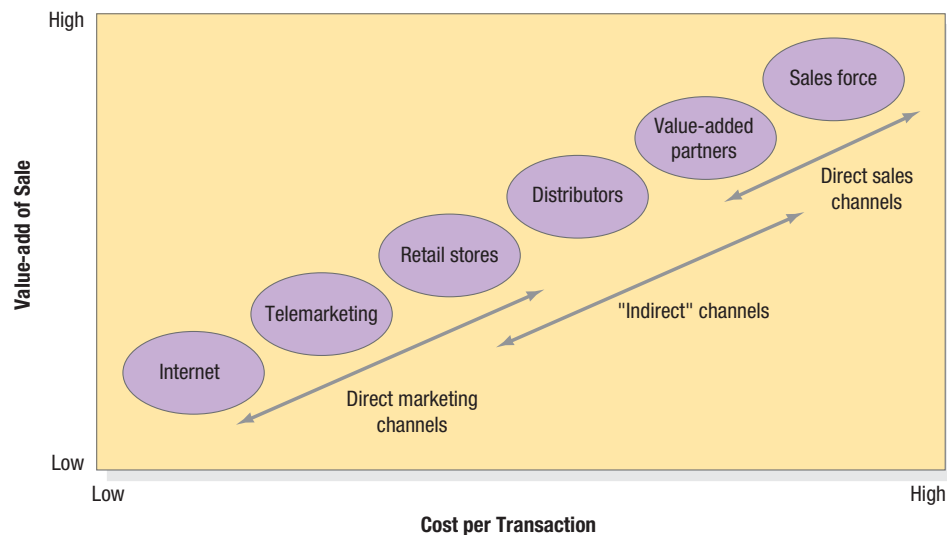 High
Sales force
Value-added
partners
Direct sales
channels
Distributors
Value-add of Sale
Retail stores
"Indirect" channels
Telemarketing
Internet
Direct marketing
channels
Low
Low
High
Cost per Transaction